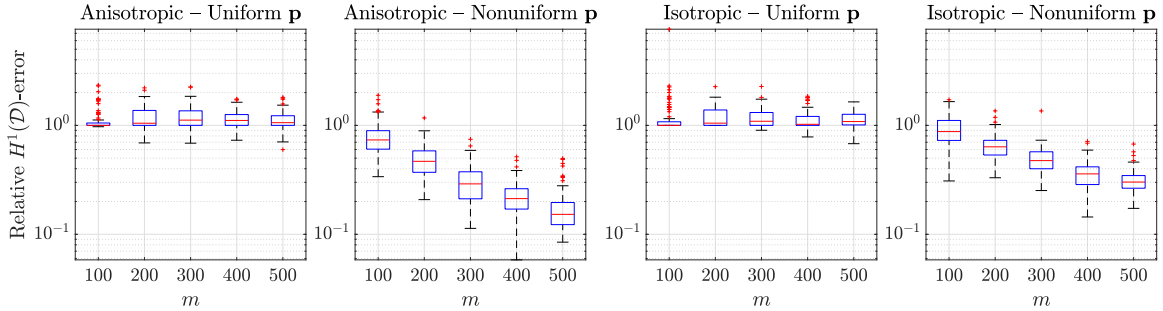 Anisotropic – Uniform p
Anisotropic – Nonuniform p
Isotropic – Uniform p
Isotropic – Nonuniform p
Relative H¹(𝒟)-error
10⁰
10⁻¹
100 200 300 400 500
m
10⁰
10⁻¹
100 200 300 400 500
m
10⁰
10⁻¹
100 200 300 400 500
m
10⁰
10⁻¹
100 200 300 400 500
m